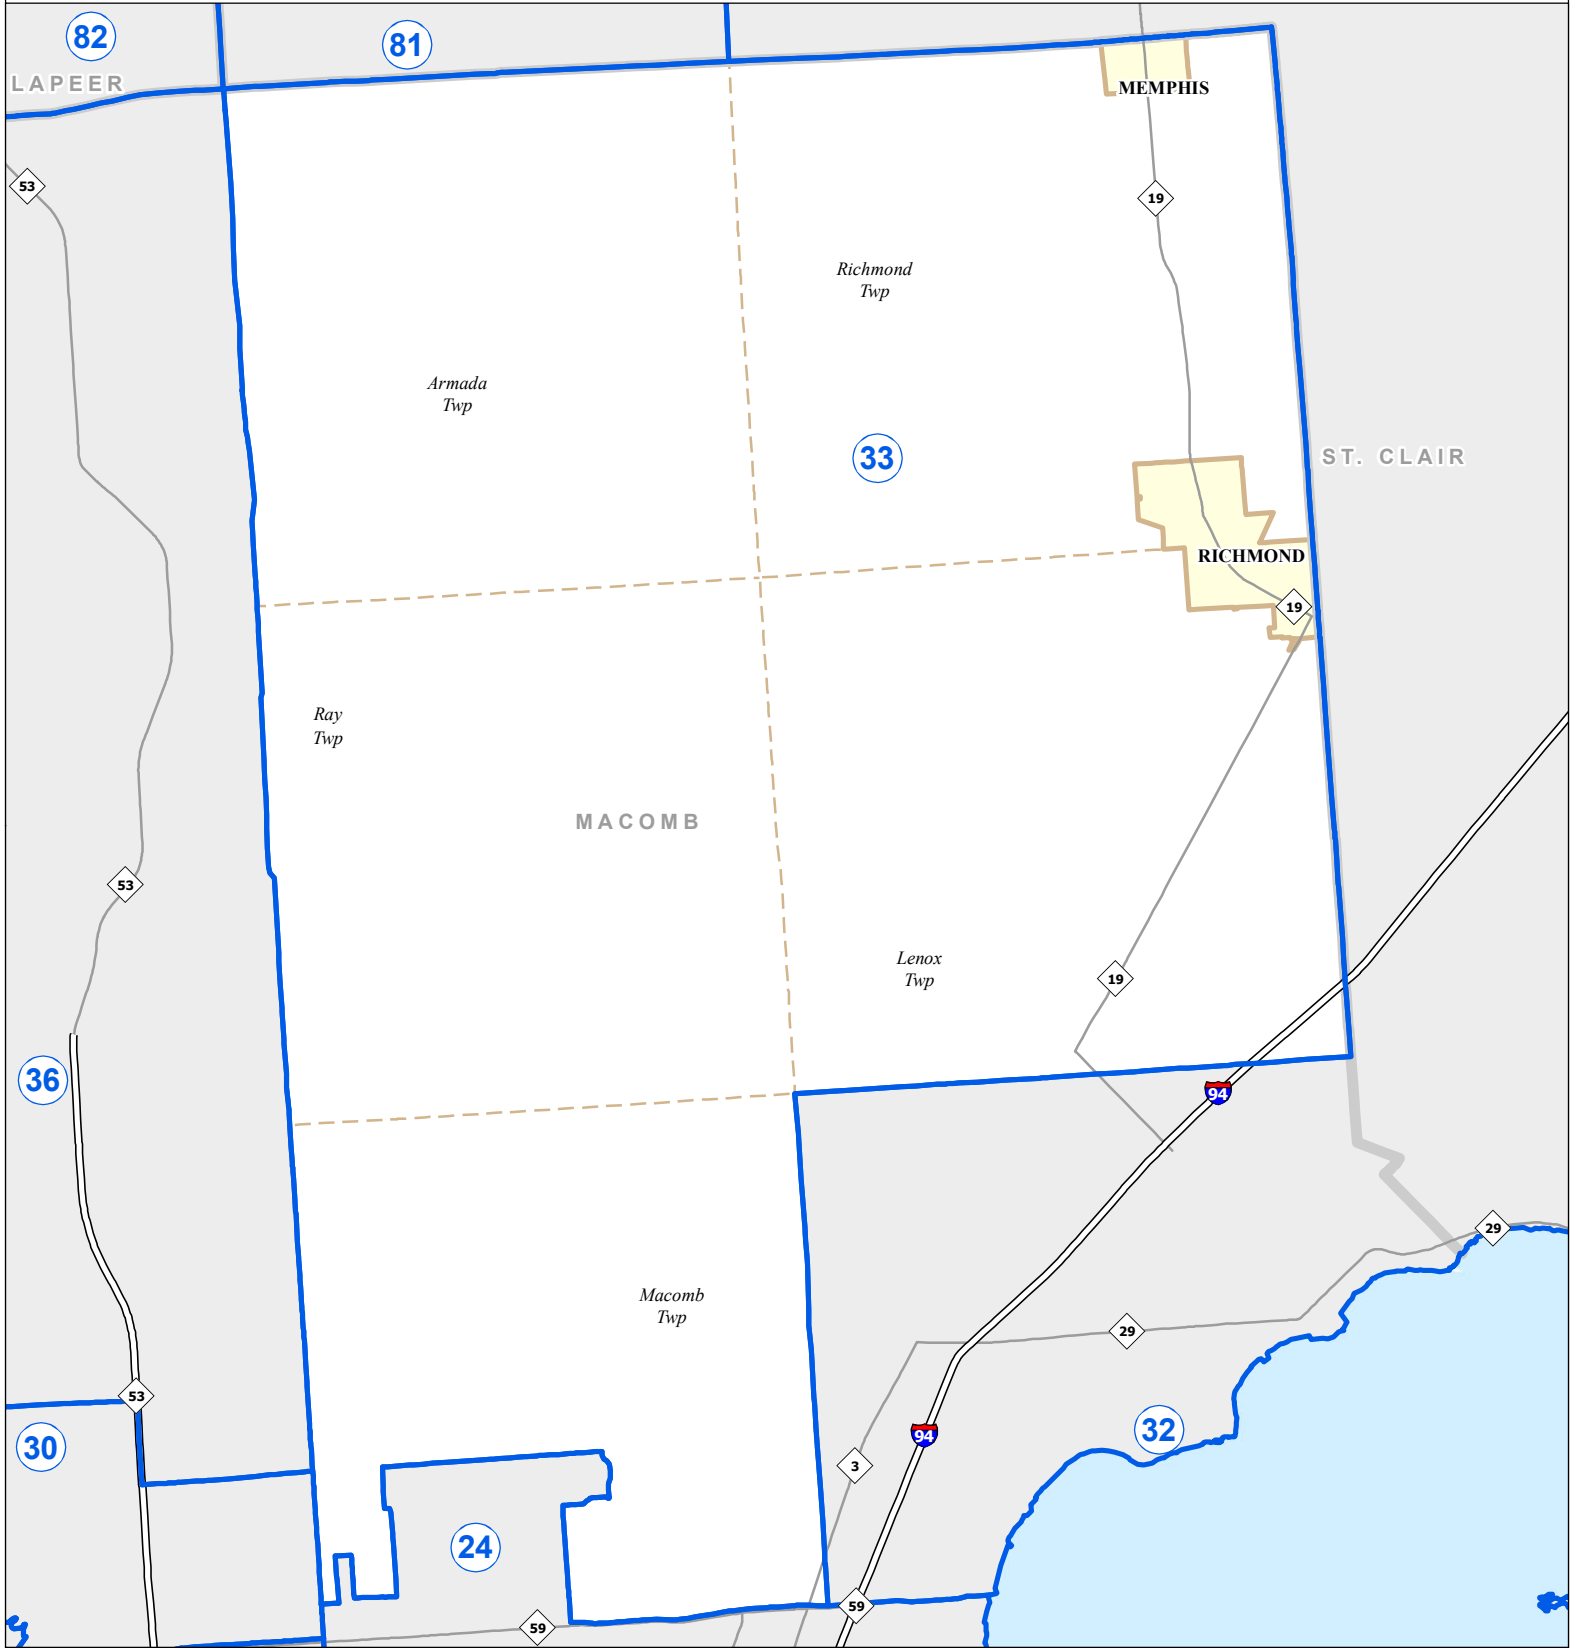 82
81
LAPEER
MEMPHIS
53
19
Richmond
Twp
Armada
Twp
33
ST. CLAIR
RICHMOND
19
Ray
Twp
MACOMB
53
Lenox
Twp
19
36
94
29
Macomb
Twp
29
53
30
94
32
3
24
59
59